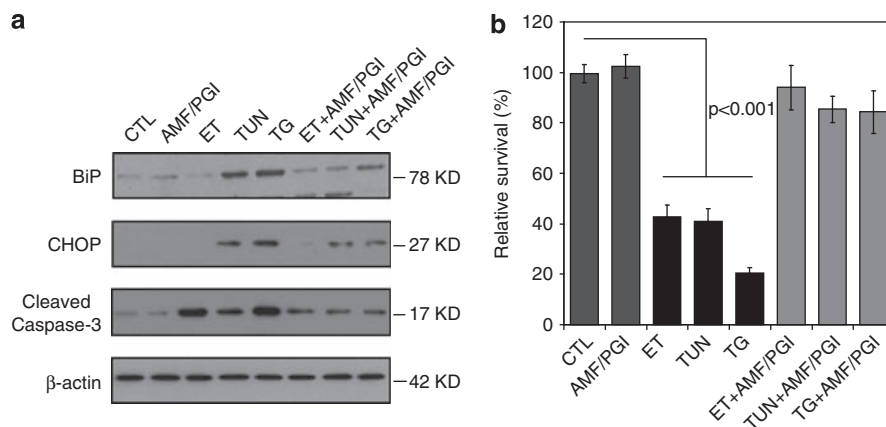 a
CTL
AMF/PGI
ET
TUN
TG
ET+AMF/PGI
TUN+AMF/PGI
TG+AMF/PGI
BiP
–78 KD
CHOP
–27 KD
Cleaved
Caspase-3
–17 KD
β-actin
–42 KD
b
Relative survival (%)
120
100
80
60
40
20
0
p<0.001
CTL
AMF/PGI
ET
TUN
TG
ET+AMF/PGI
TUN+AMF/PGI
TG+AMF/PGI